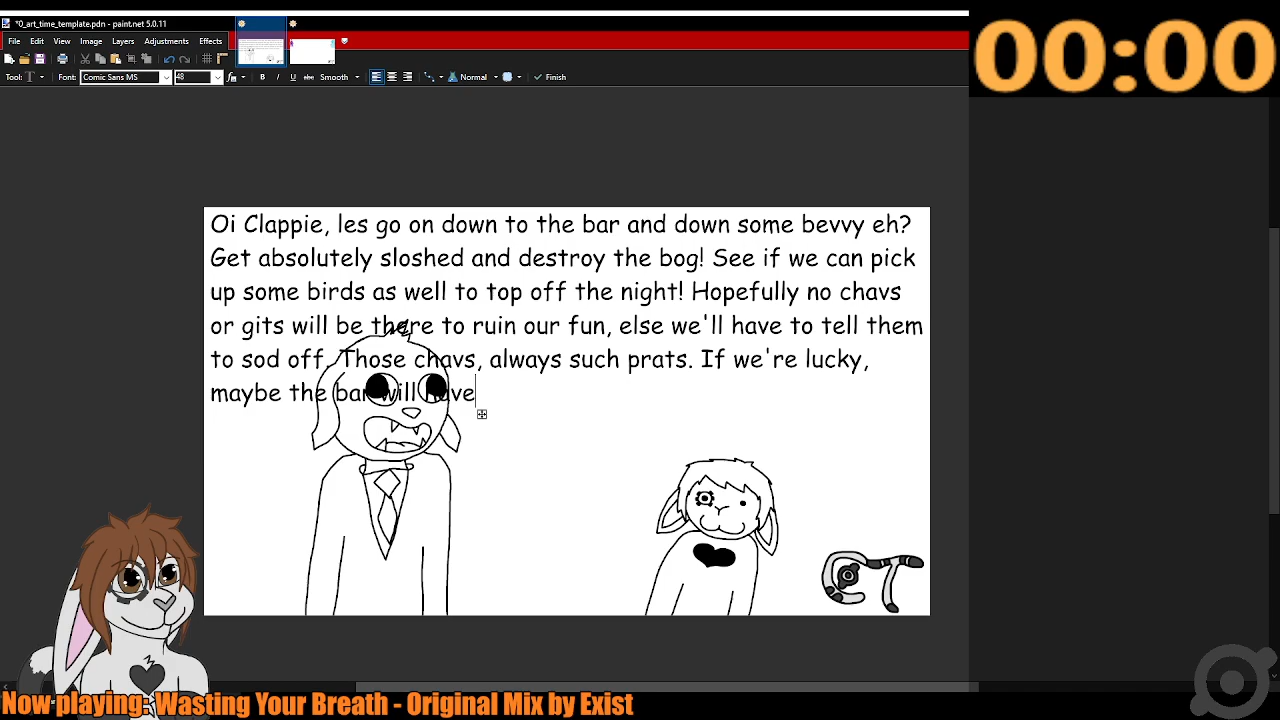 *0_art_time_template.pdn - paint.net 5.0.11
File Edit View Image Layers Adjustments Effects
Tool: T Font: Comic Sans MS 48 B I U abc Smooth Normal Finish
00:00
Oi Clappie, les go on down to the bar and down some bevvy eh?
Get absolutely sloshed and destroy the bog! See if we can pick
up some birds as well to top off the night! Hopefully no chavs
or gits will be there to ruin our fun, else we'll have to tell them
to sod off. Those chavs, always such prats. If we're lucky,
maybe the bar will have
Now playing: Wasting Your Breath - Original Mix by Exist